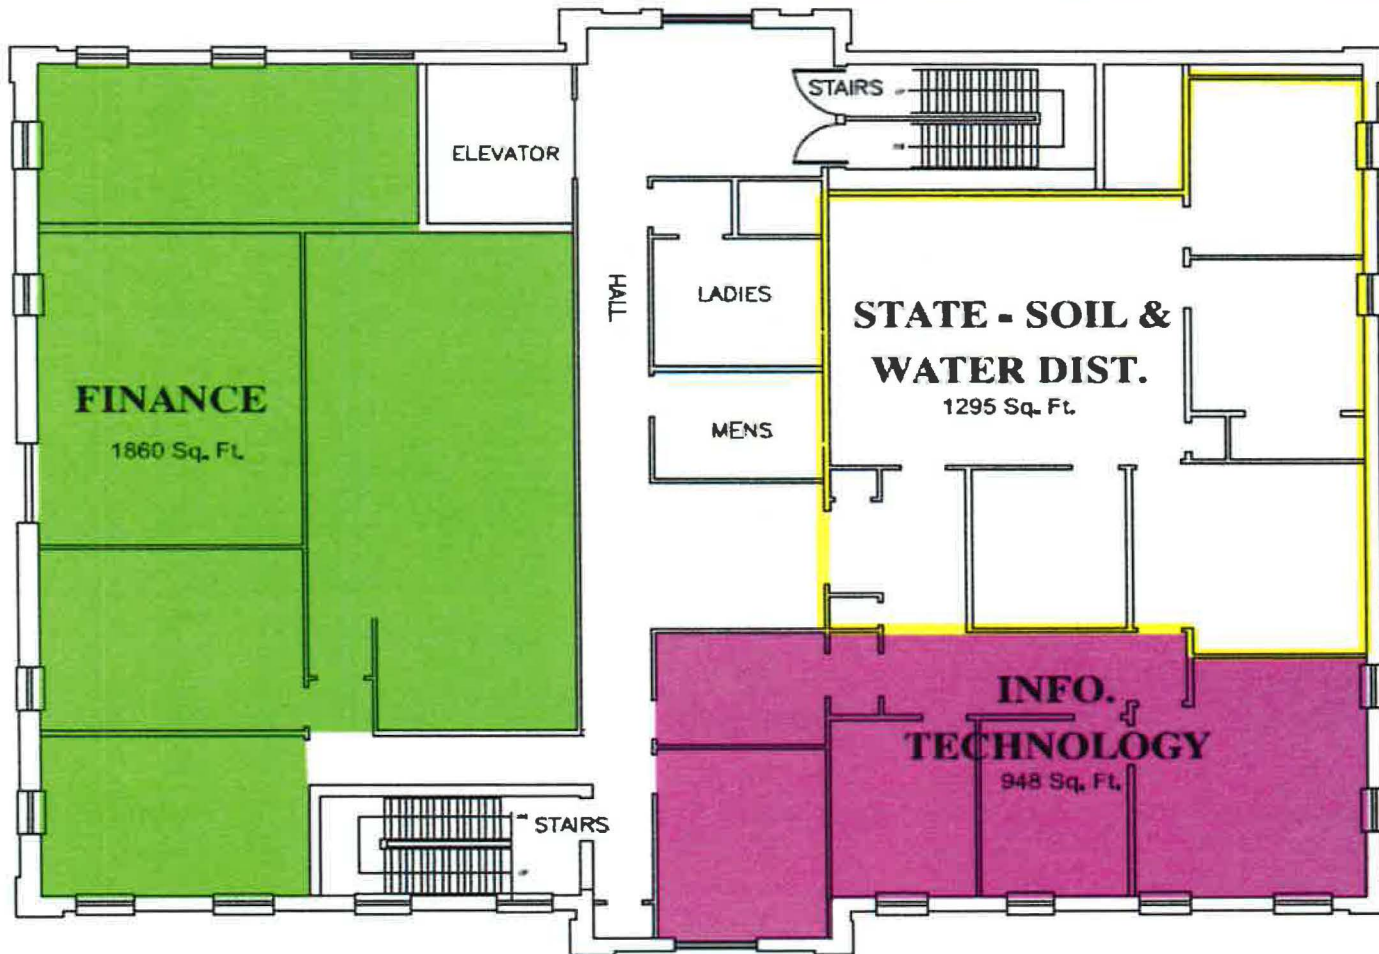 STAIRS
ELEVATOR
HALL
LADIES
STATE - SOIL &
WATER DIST.
1295 Sq. Ft.
FINANCE
1860 Sq. Ft.
MENS
INFO.
TECHNOLOGY
948 Sq. Ft.
STAIRS